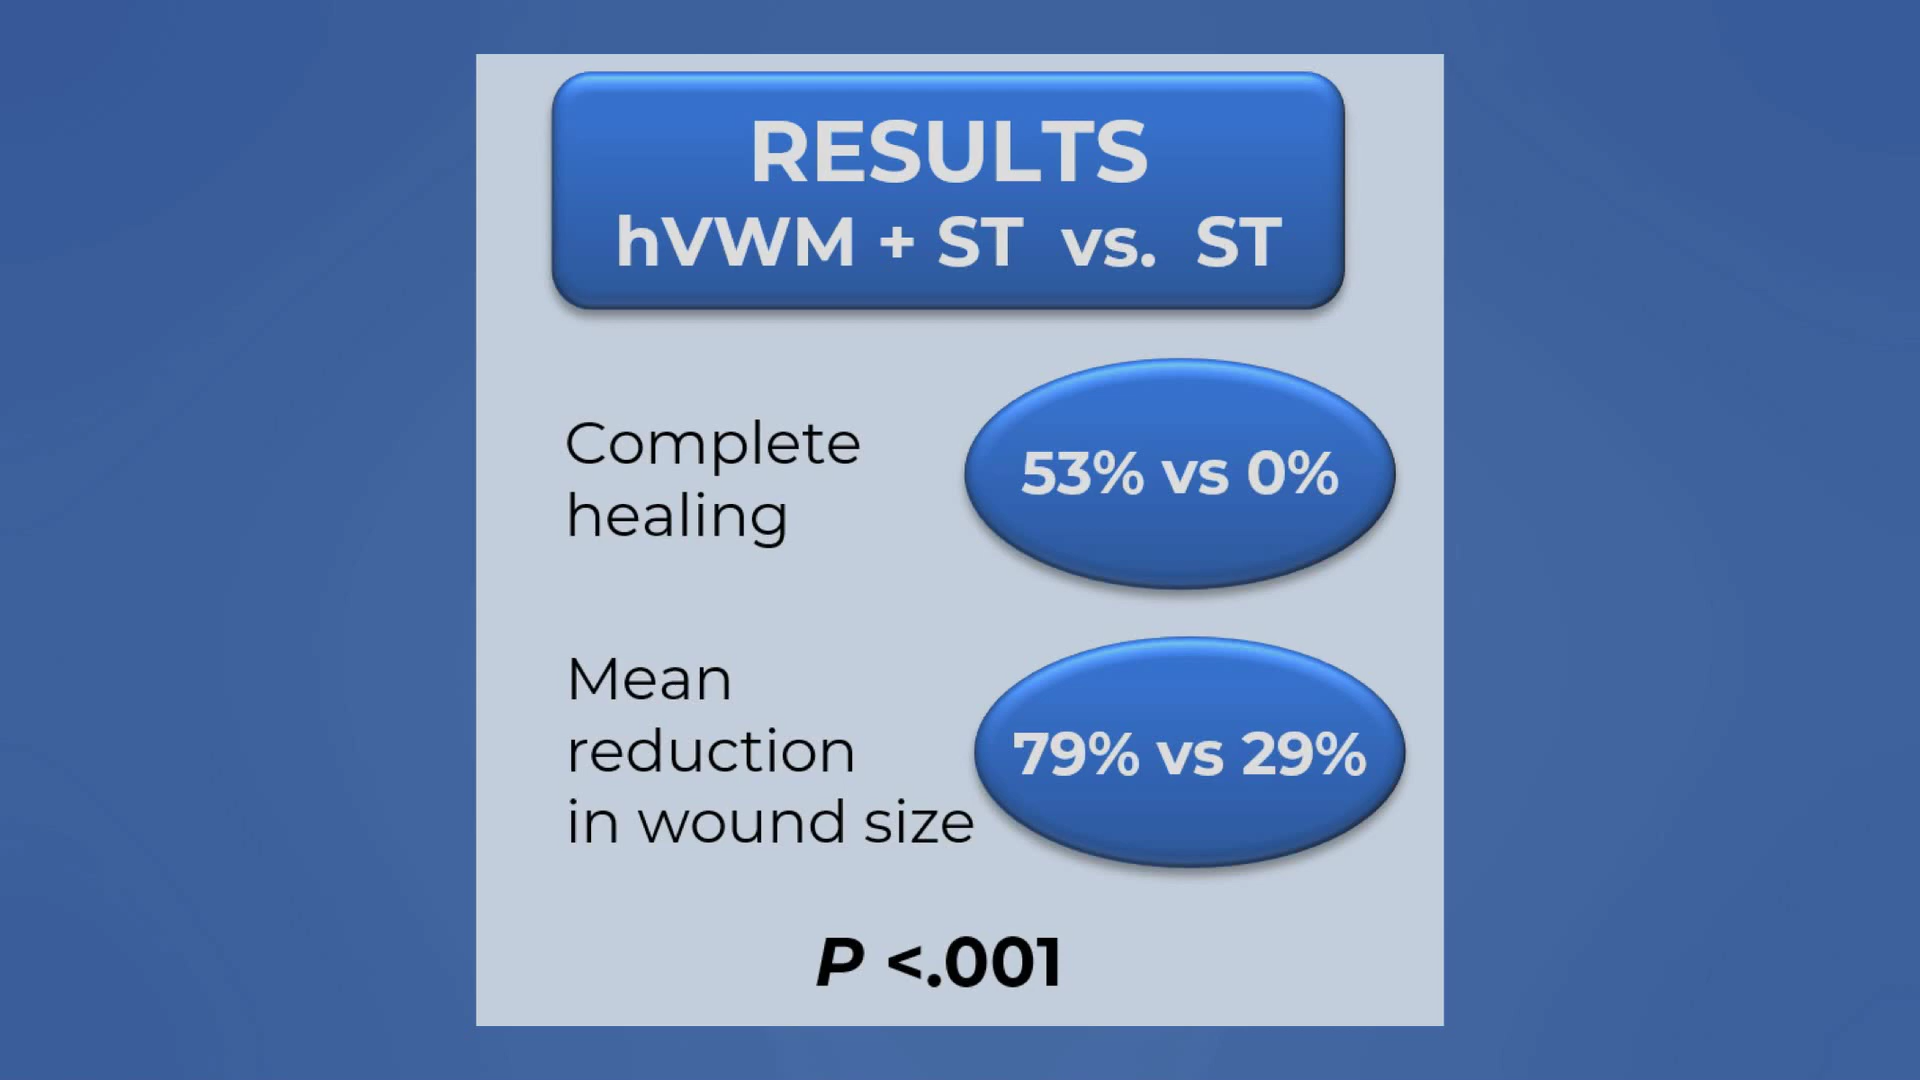 RESULTS
hVWM + ST vs. ST
Complete
healing
53% vs 0%
Mean
reduction
in wound size
79% vs 29%
P <.001